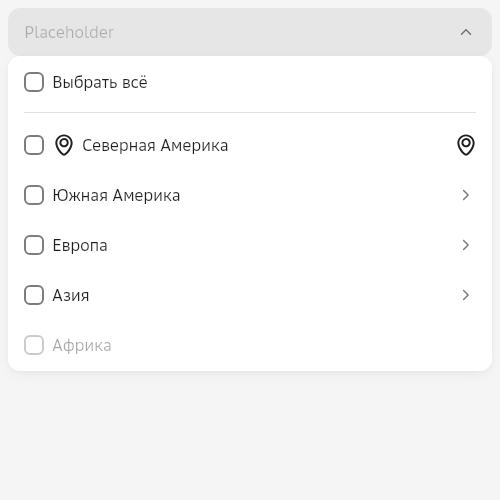 Placeholder
Выбрать всё
Северная Америка
Южная Америка
Европа
Азия
Африка